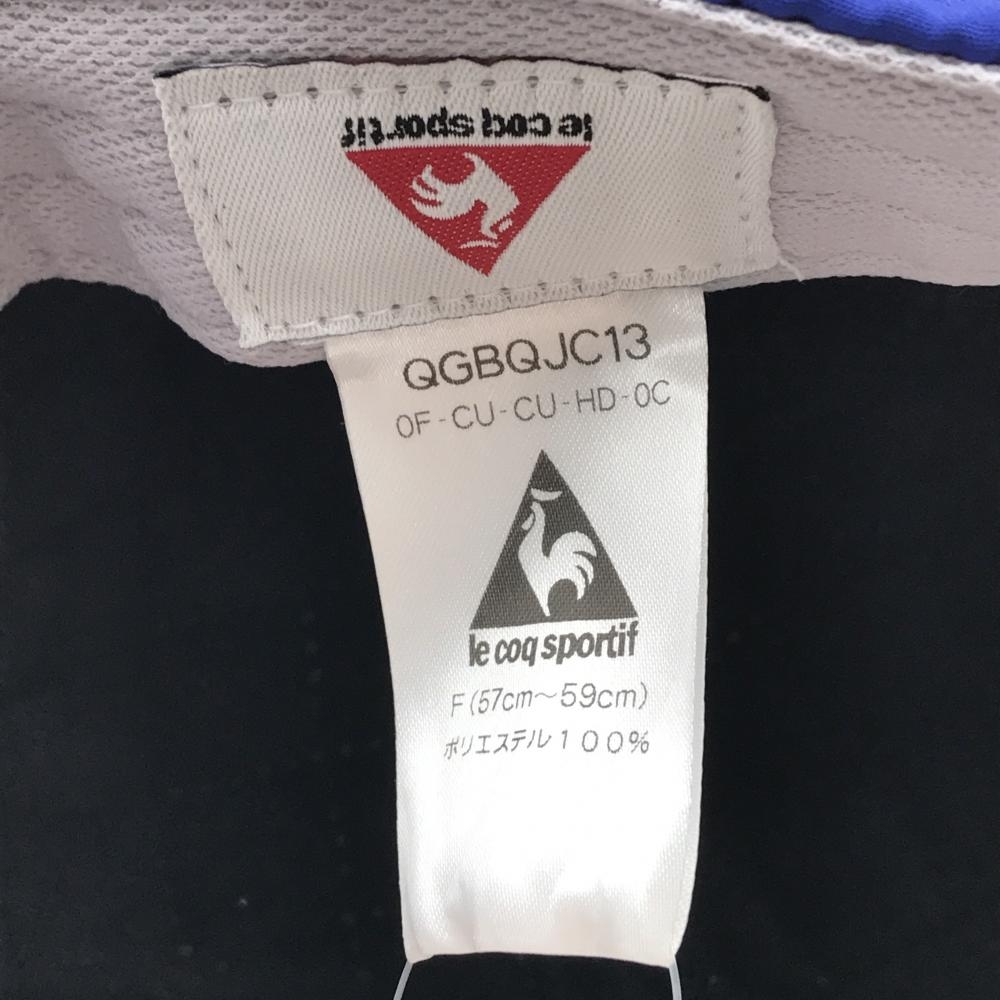 le coq sportif
QGBQJC13
0F-CU-CU-HD-0C
le coq sportif
F(57cm～59cm)
ポリエステル100%